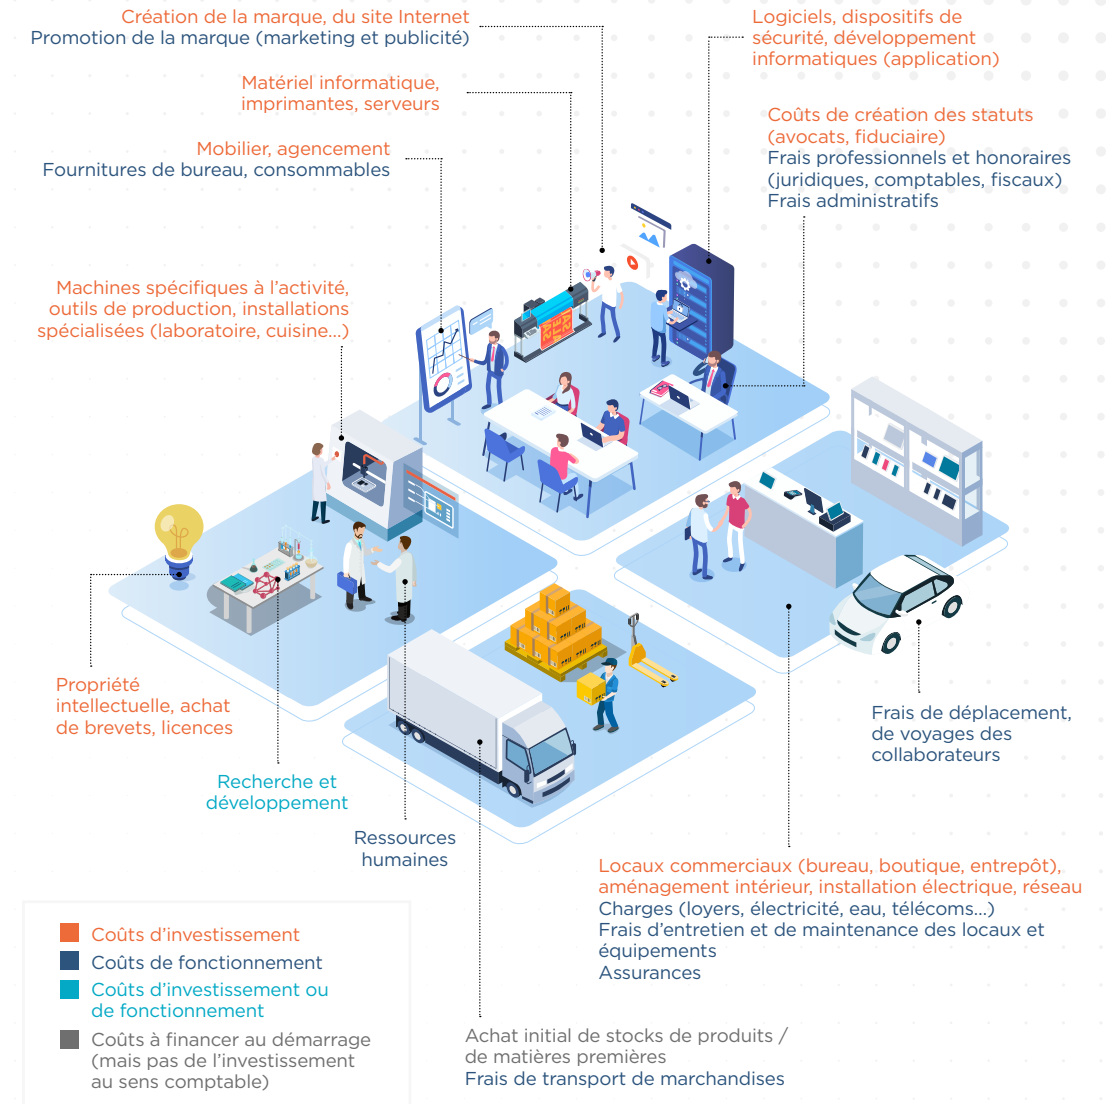 Création de la marque, du site Internet
Promotion de la marque (marketing et publicité)
Logiciels, dispositifs de
sécurité, développement
informatiques (application)
Matériel informatique,
imprimantes, serveurs
Coûts de création des statuts
(avocats, fiduciaire)
Frais professionnels et honoraires
(juridiques, comptables, fiscaux)
Frais administratifs
Mobilier, agencement
Fournitures de bureau, consommables
Machines spécifiques à l’activité,
outils de production, installations
spécialisées (laboratoire, cuisine...)
Propriété
intellectuelle, achat
de brevets, licences
Frais de déplacement,
de voyages des
collaborateurs
Recherche et
développement
Ressources
humaines
Locaux commerciaux (bureau, boutique, entrepôt),
aménagement intérieur, installation électrique, réseau
Charges (loyers, électricité, eau, télécoms...)
Frais d’entretien et de maintenance des locaux et
équipements
Assurances
Coûts d’investissement
Coûts de fonctionnement
Coûts d’investissement ou
de fonctionnement
Coûts à financer au démarrage
(mais pas de l’investissement
au sens comptable)
Achat initial de stocks de produits /
de matières premières
Frais de transport de marchandises